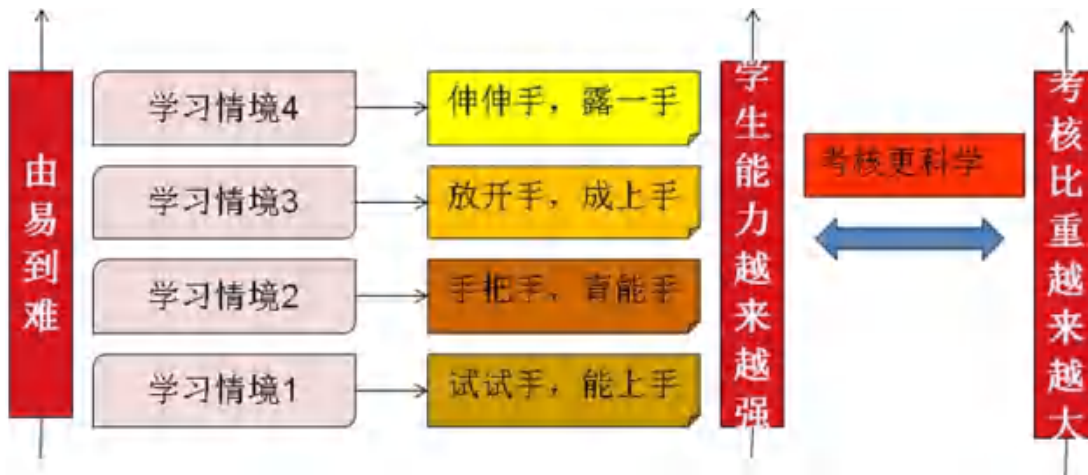 由易到难
学习情境4
伸伸手，露一手
学习情境3
放开手，成上手
学习情境2
手把手，育能手
学习情境1
试试手，能上手
学生能力越来越强
考核更科学
考核比重越来越大